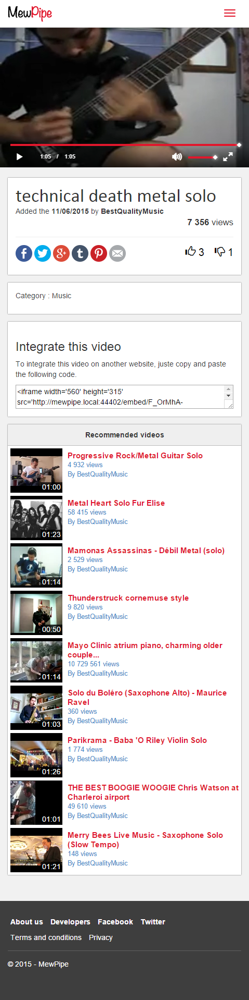 MewPipe
1:05 / 1:05
technical death metal solo
Added the 11/06/2015 by BestQualityMusic
7 356 views
f g+ t 3 1
Category : Music
Integrate this video
To integrate this video on another website, juste copy and paste
the following code.
<iframe width='560' height='315'
src='http://mewpipe.local:44402/embed/F_OrMhA-
Recommended videos
Progressive Rock/Metal Guitar Solo
4 932 views
By BestQualityMusic
01:00
Metal Heart Solo Fur Elise
58 415 views
By BestQualityMusic
01:23
Mamonas Assassinas - Débil Metal (solo)
2 529 views
By BestQualityMusic
01:14
Thunderstruck cornemuse style
9 820 views
By BestQualityMusic
00:50
Mayo Clinic atrium piano, charming older
couple...
10 729 561 views
By BestQualityMusic
01:14
Solo du Boléro (Saxophone Alto) - Maurice
Ravel
360 views
By BestQualityMusic
01:03
Parikrama - Baba 'O Riley Violin Solo
1 774 views
By BestQualityMusic
01:26
THE BEST BOOGIE WOOGIE Chris Watson at
Charleroi airport
49 610 views
By BestQualityMusic
01:01
Merry Bees Live Music - Saxophone Solo
(Slow Tempo)
148 views
By BestQualityMusic
01:21
About us Developers Facebook Twitter
Terms and conditions Privacy
© 2015 - MewPipe